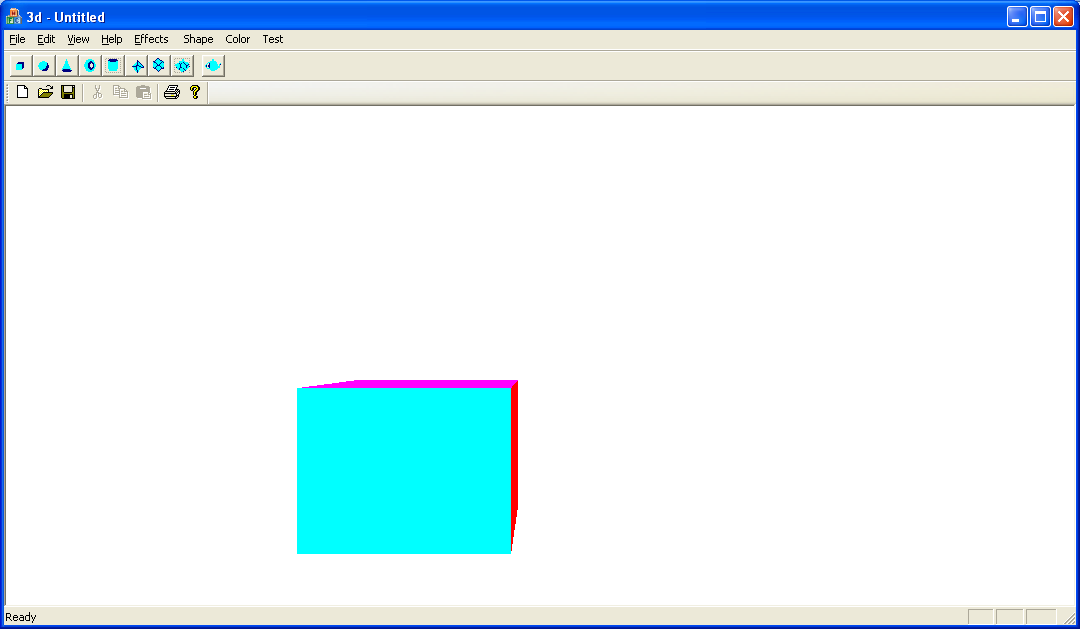 3d - Untitled
File Edit View Help Effects Shape Color Test
Ready